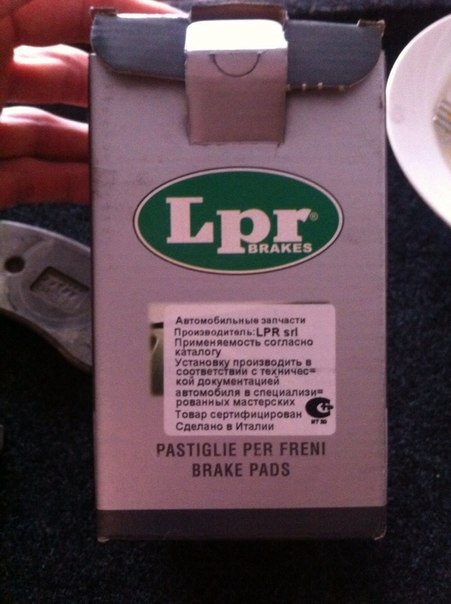 Lpr®
BRAKES
Автомобильные запчасти
Производитель: LPR srl
Применяемость согласно
каталогу
Установку производить в
соответствии с техничес=
кой документацией
автомобиля в специализи=
рованных мастерских
Товар сертифицирован
Сделано в Италии
PASTIGLIE PER FRENI
BRAKE PADS